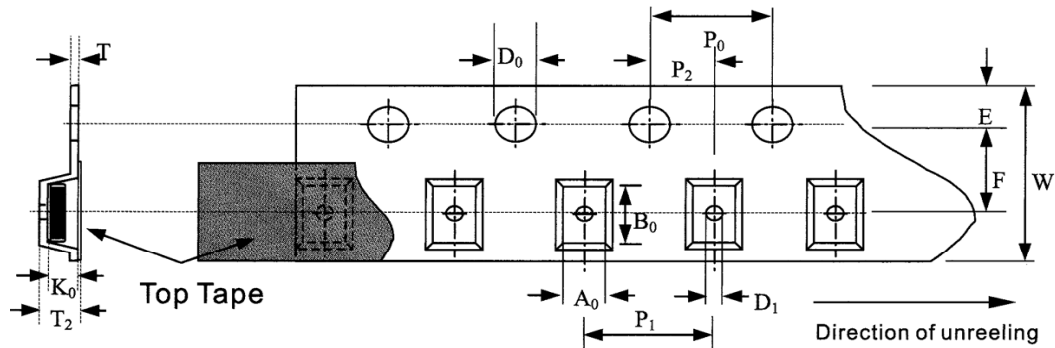 T
D₀
P₀
P₂
E
F
W
B₀
K₀
T₂
Top Tape
A₀
D₁
P₁
Direction of unreeling